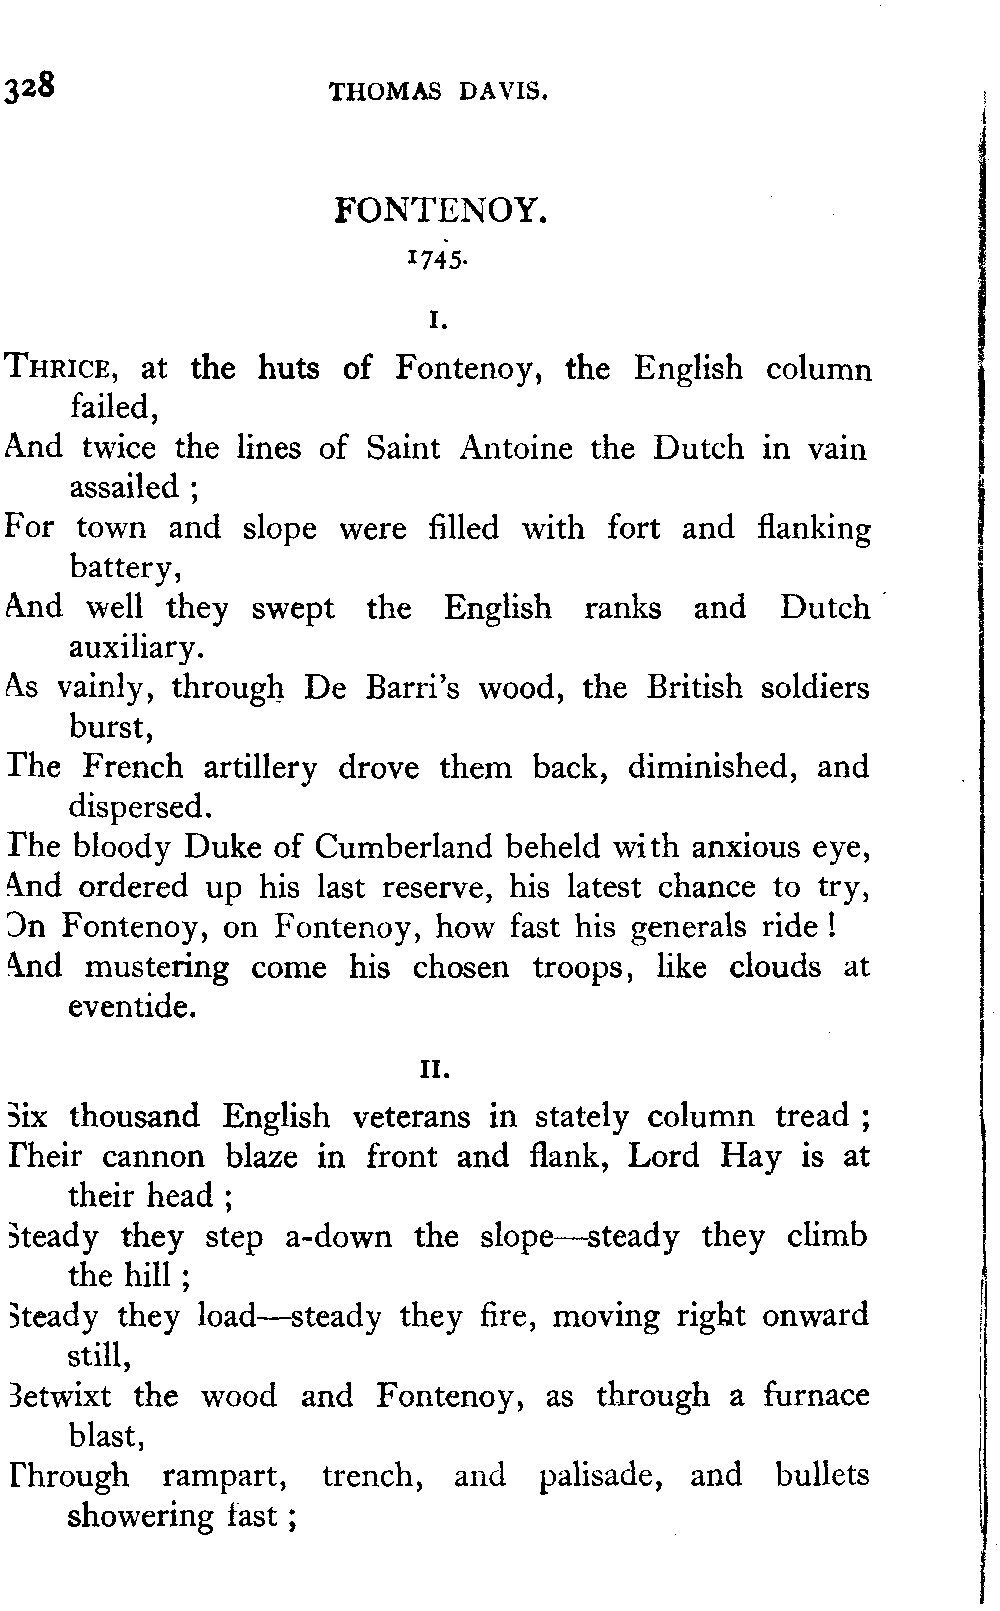 328 THOMAS DAVIS.
FONTENOY.
1745.
I.
THRICE, at the huts of Fontenoy, the English column
failed,
And twice the lines of Saint Antoine the Dutch in vain
assailed ;
For town and slope were filled with fort and flanking
battery,
And well they swept the English ranks and Dutch
auxiliary.
As vainly, through De Barri's wood, the British soldiers
burst,
The French artillery drove them back, diminished, and
dispersed.
The bloody Duke of Cumberland beheld with anxious eye,
And ordered up his last reserve, his latest chance to try,
On Fontenoy, on Fontenoy, how fast his generals ride !
And mustering come his chosen troops, like clouds at
eventide.
II.
Six thousand English veterans in stately column tread ;
Their cannon blaze in front and flank, Lord Hay is at
their head ;
Steady they step a-down the slope—steady they climb
the hill ;
Steady they load—steady they fire, moving right onward
still,
Betwixt the wood and Fontenoy, as through a furnace
blast,
Through rampart, trench, and palisade, and bullets
showering fast ;